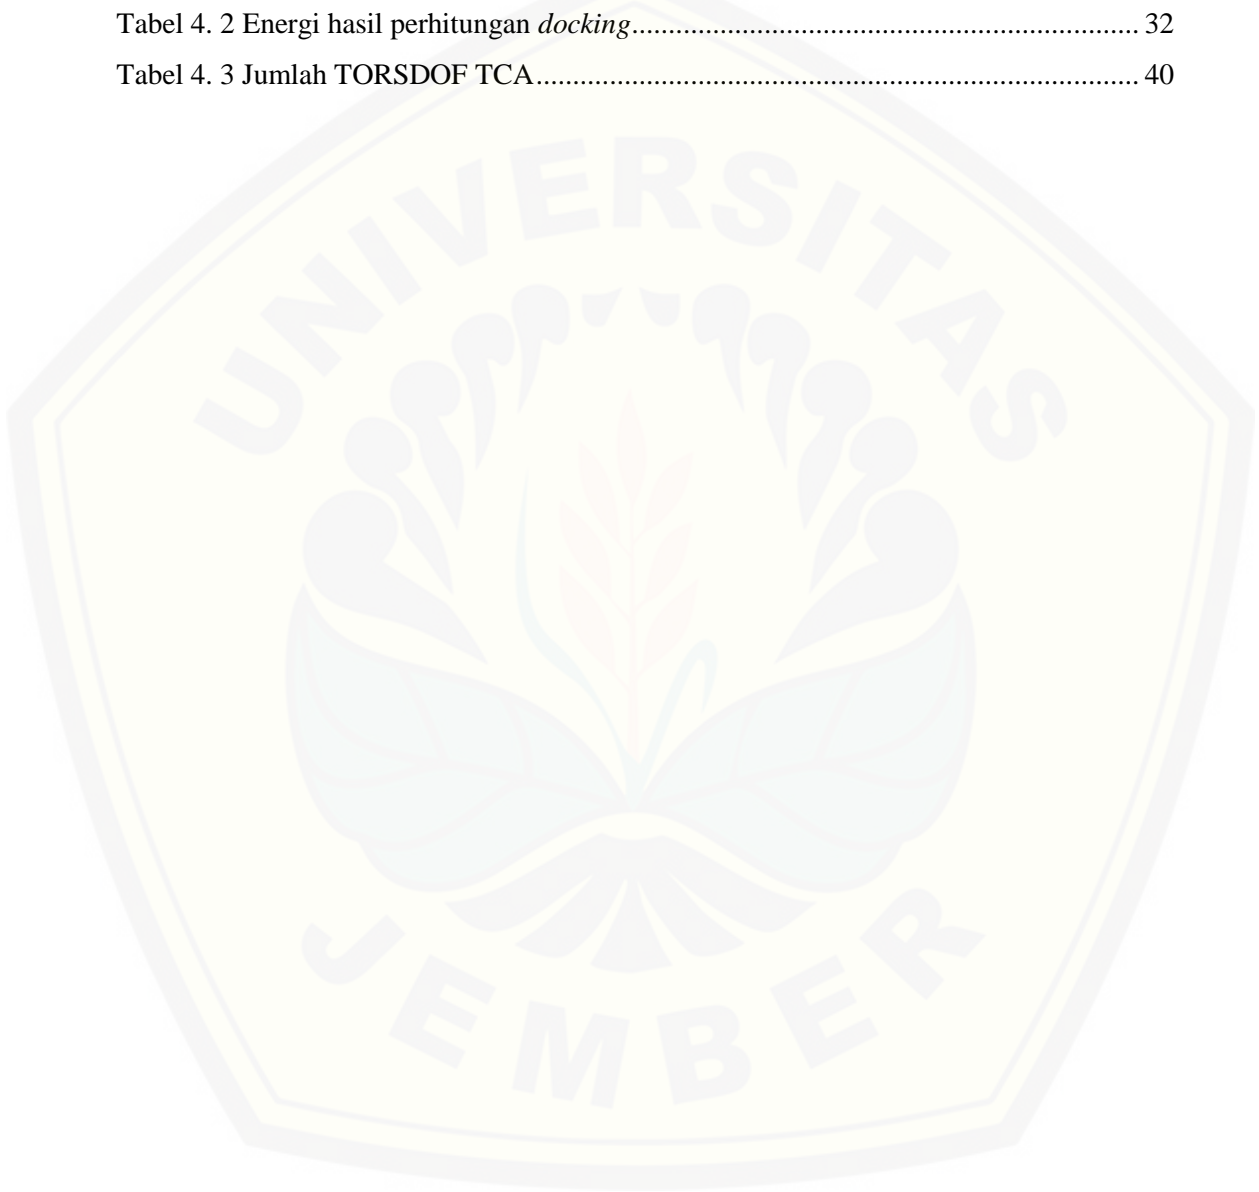 Tabel 4. 2 Energi hasil perhitungan docking.......................................................................... 32
Tabel 4. 3 Jumlah TORSDOF TCA....................................................................................... 40
UNIVERSITAS
JEMBER